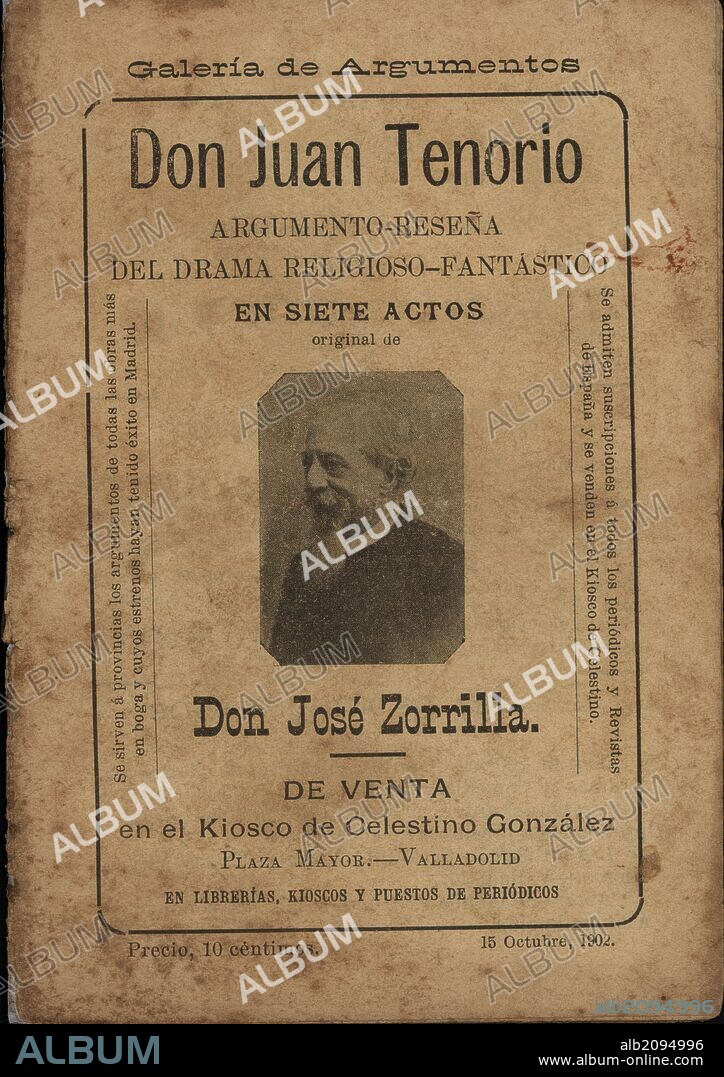 Galería de Argumentos
Don Juan Tenorio
ARGUMENTO-RESEÑA
DEL DRAMA RELIGIOSO-FANTÁSTICO
EN SIETE ACTOS
original de
Se sirven á provincias los argumentos de todas las obras más
en boga y cuyos estrenos hayan tenido éxito en Madrid.
Se admiten suscripciones á todos los periódicos y Revistas
de España y se venden en el Kiosco de Celestino.
Don José Zorrilla.
DE VENTA
en el Kiosco de Celestino González
PLAZA MAYOR.—VALLADOLID
EN LIBRERÍAS, KIOSCOS Y PUESTOS DE PERIÓDICOS
Precio, 10 céntimos.
15 Octubre, 1902.
ALBUM
alb2094996
www.album-online.com